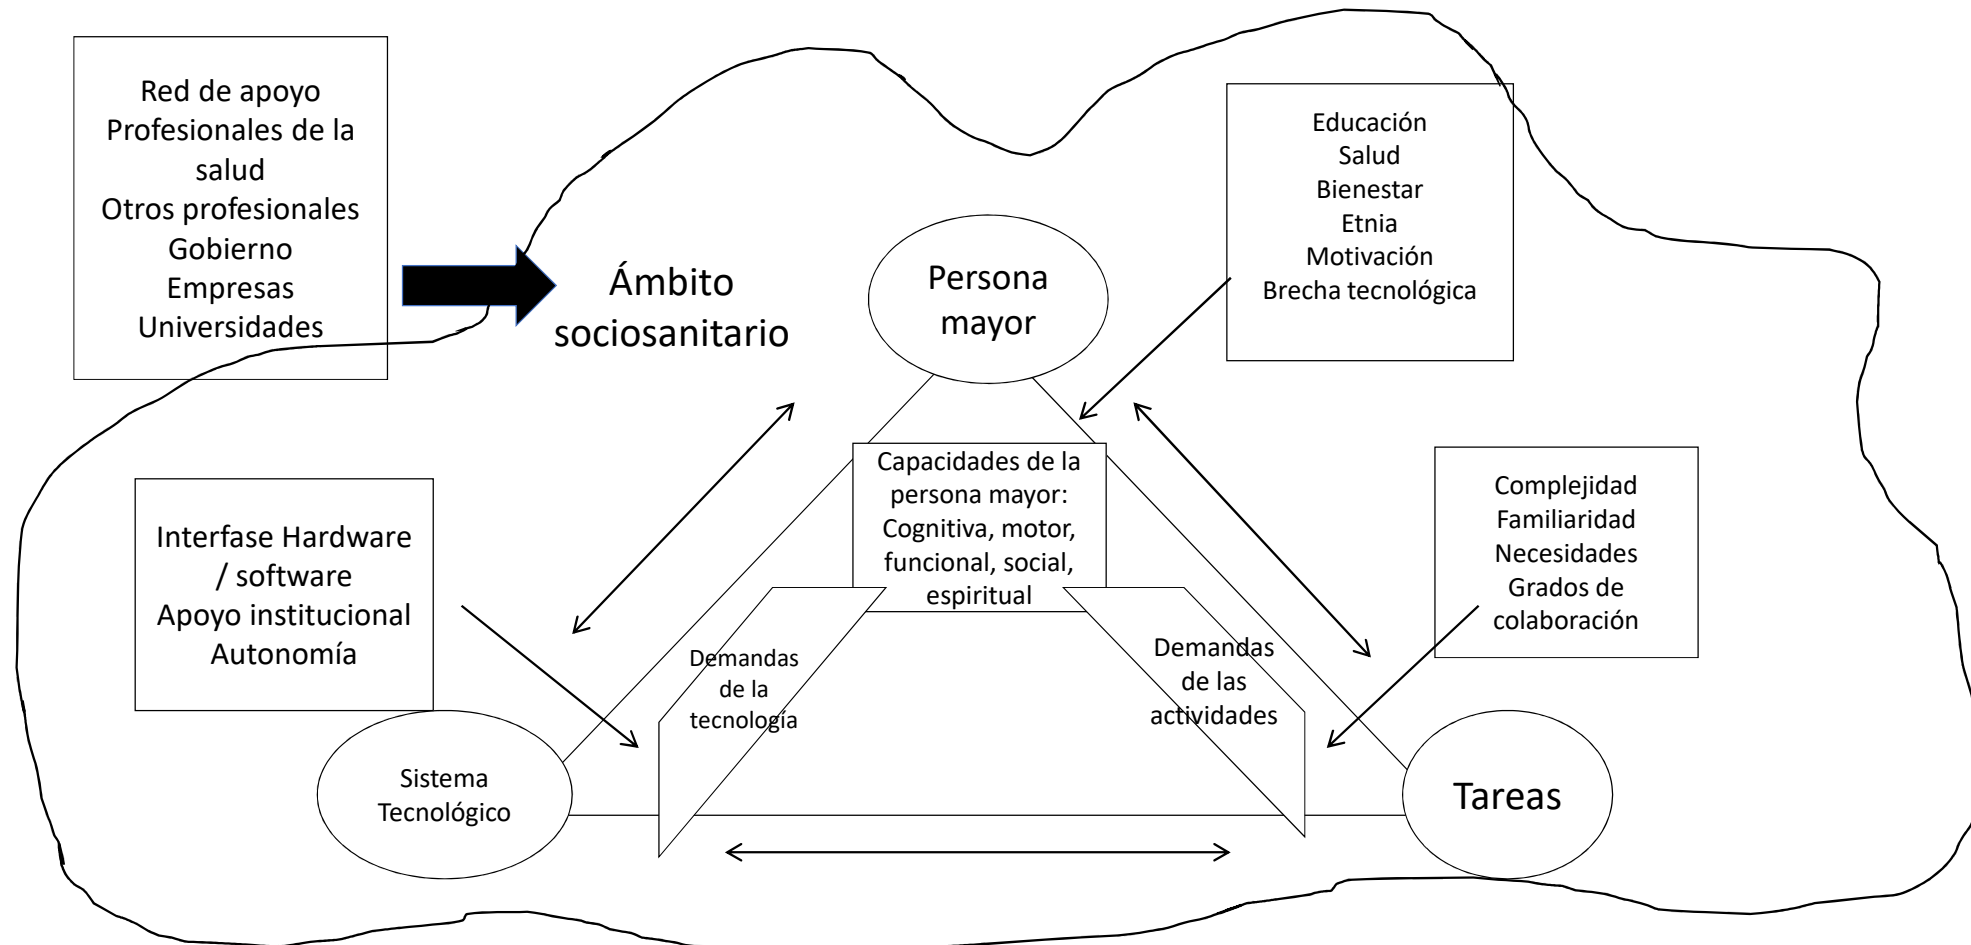 Red de apoyo
Profesionales de la
salud
Otros profesionales
Gobierno
Empresas
Universidades
Ámbito
sociosanitario
Persona
mayor
Educación
Salud
Bienestar
Etnia
Motivación
Brecha tecnológica
Capacidades de la
persona mayor:
Cognitiva, motor,
funcional, social,
espiritual
Interfase Hardware
/ software
Apoyo institucional
Autonomía
Complejidad
Familiaridad
Necesidades
Grados de
colaboración
Demandas
de la
tecnología
Demandas
de las
actividades
Sistema
Tecnológico
Tareas